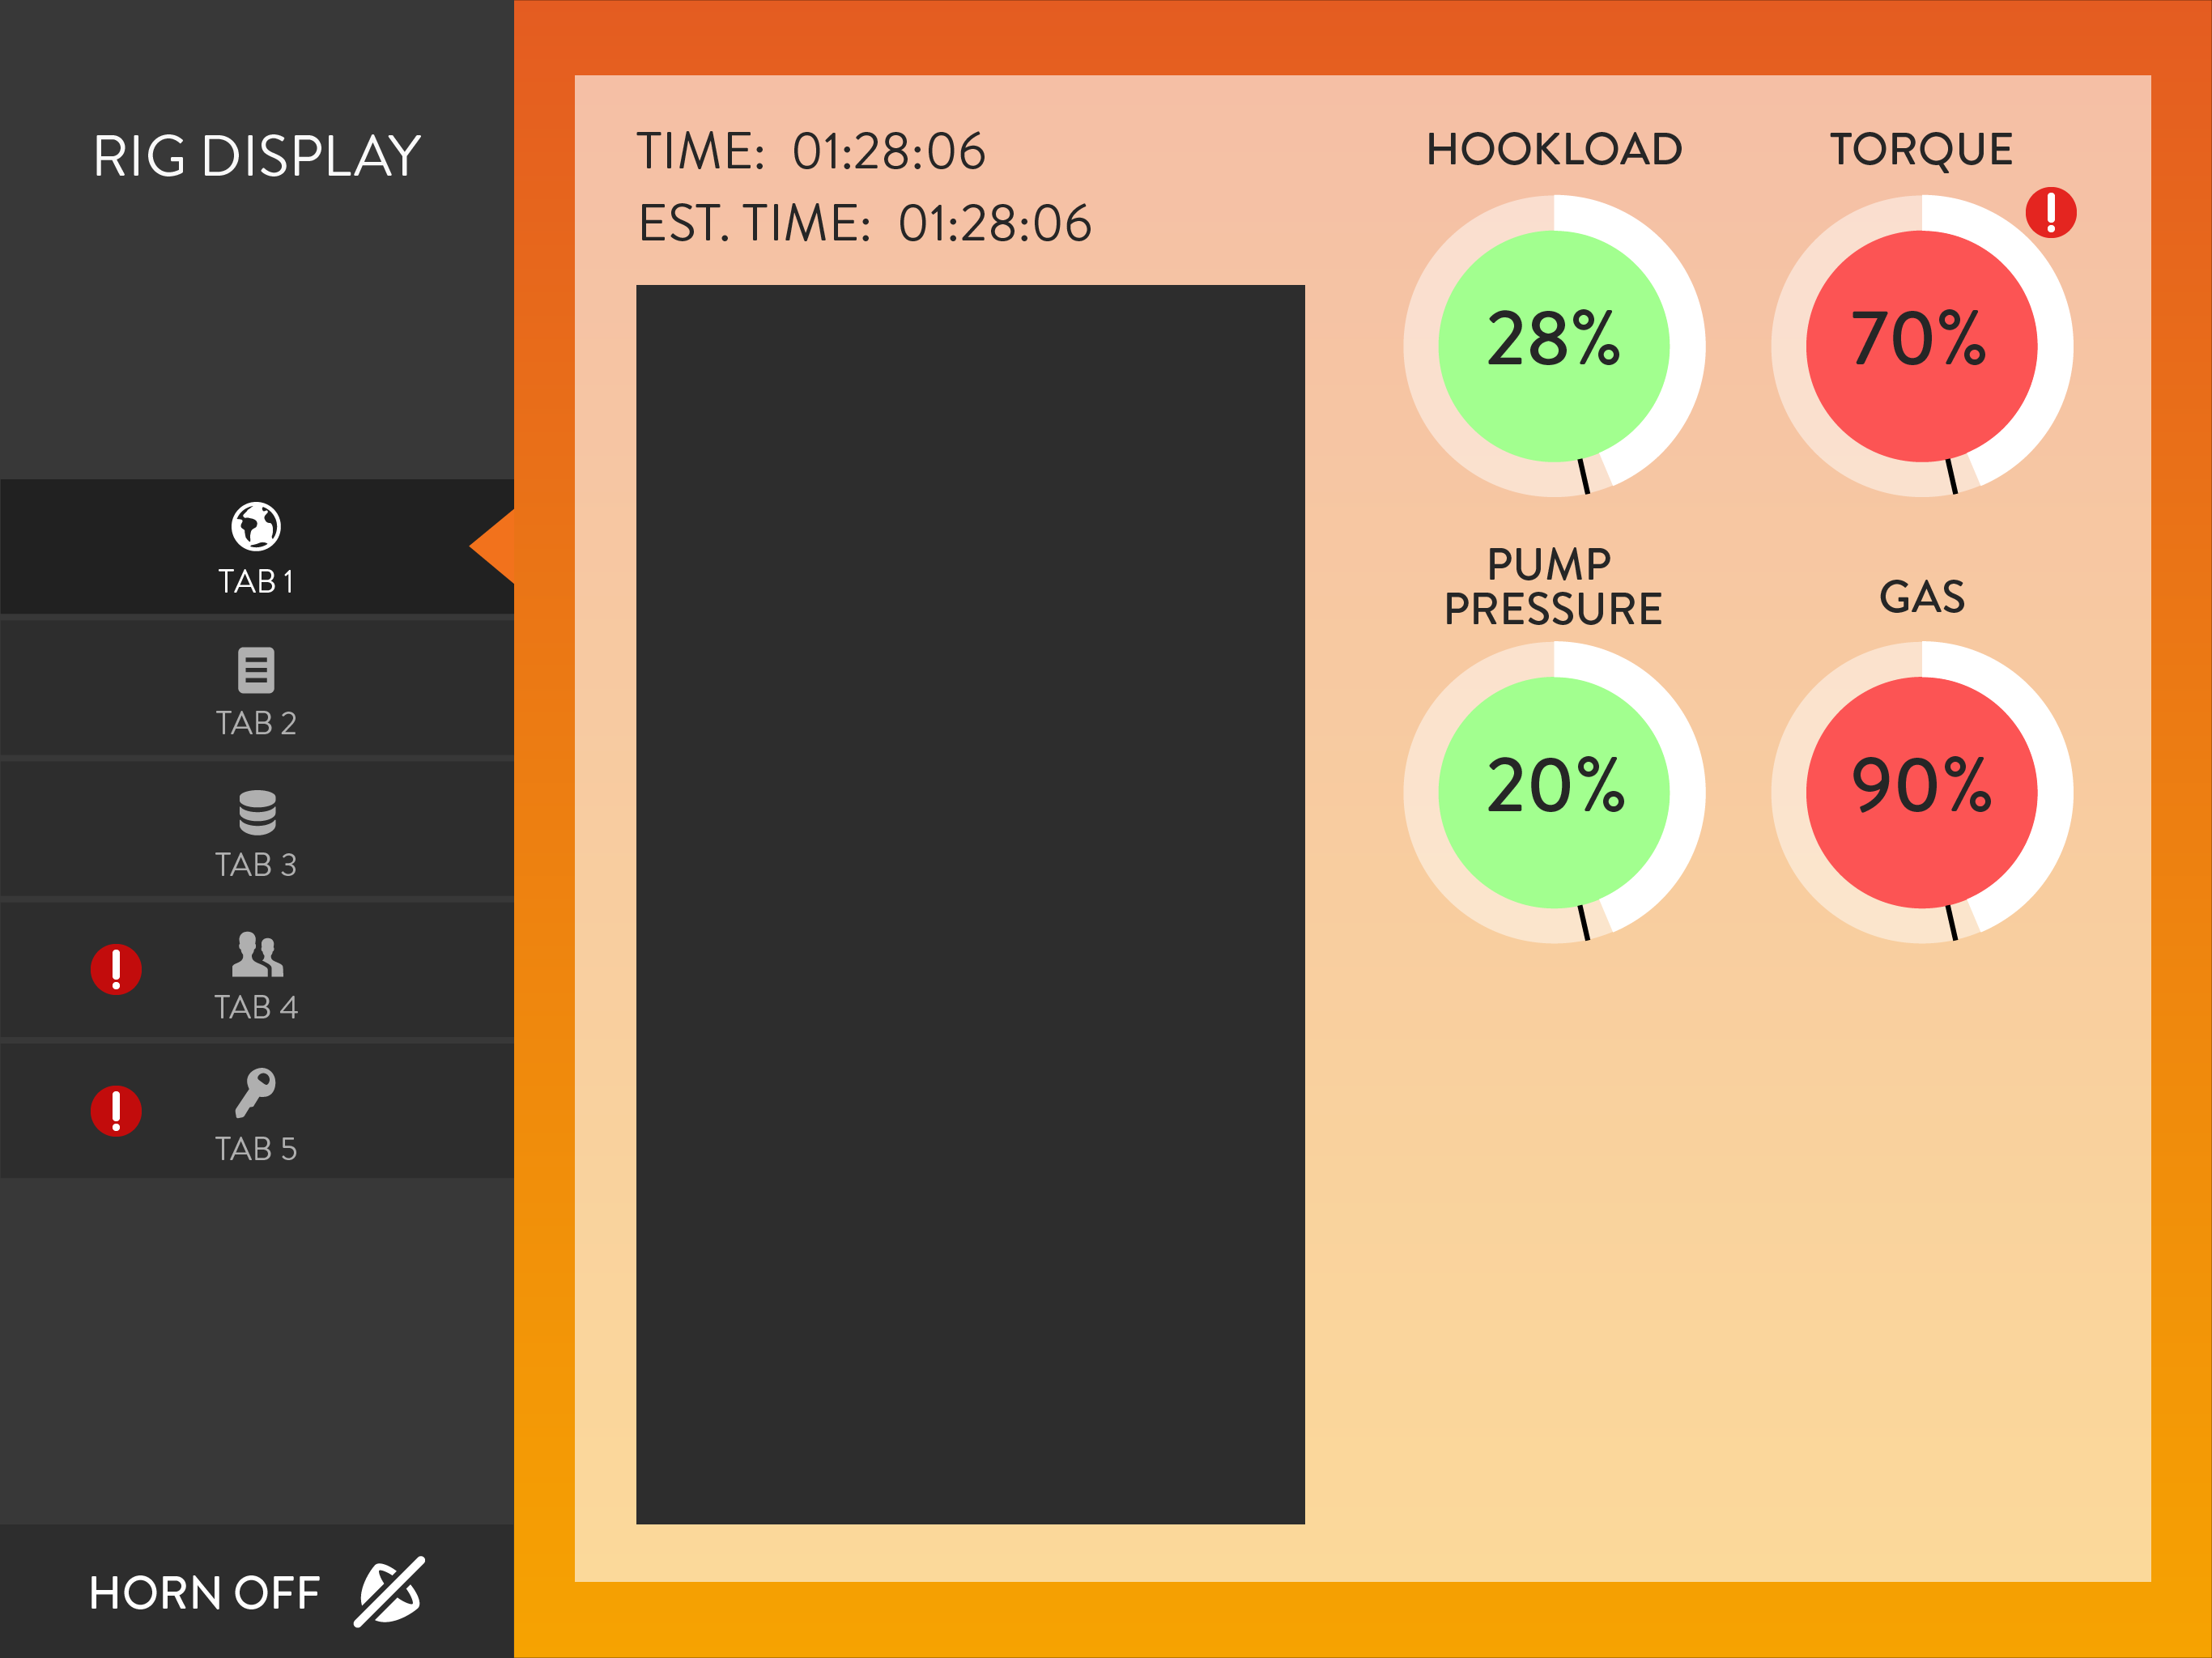 RIG DISPLAY
TAB 1
TAB 2
TAB 3
TAB 4
TAB 5
HORN OFF
TIME: 01:28:06
EST. TIME: 01:28:06
HOOKLOAD
28%
TORQUE
70%
PUMP
PRESSURE
20%
GAS
90%